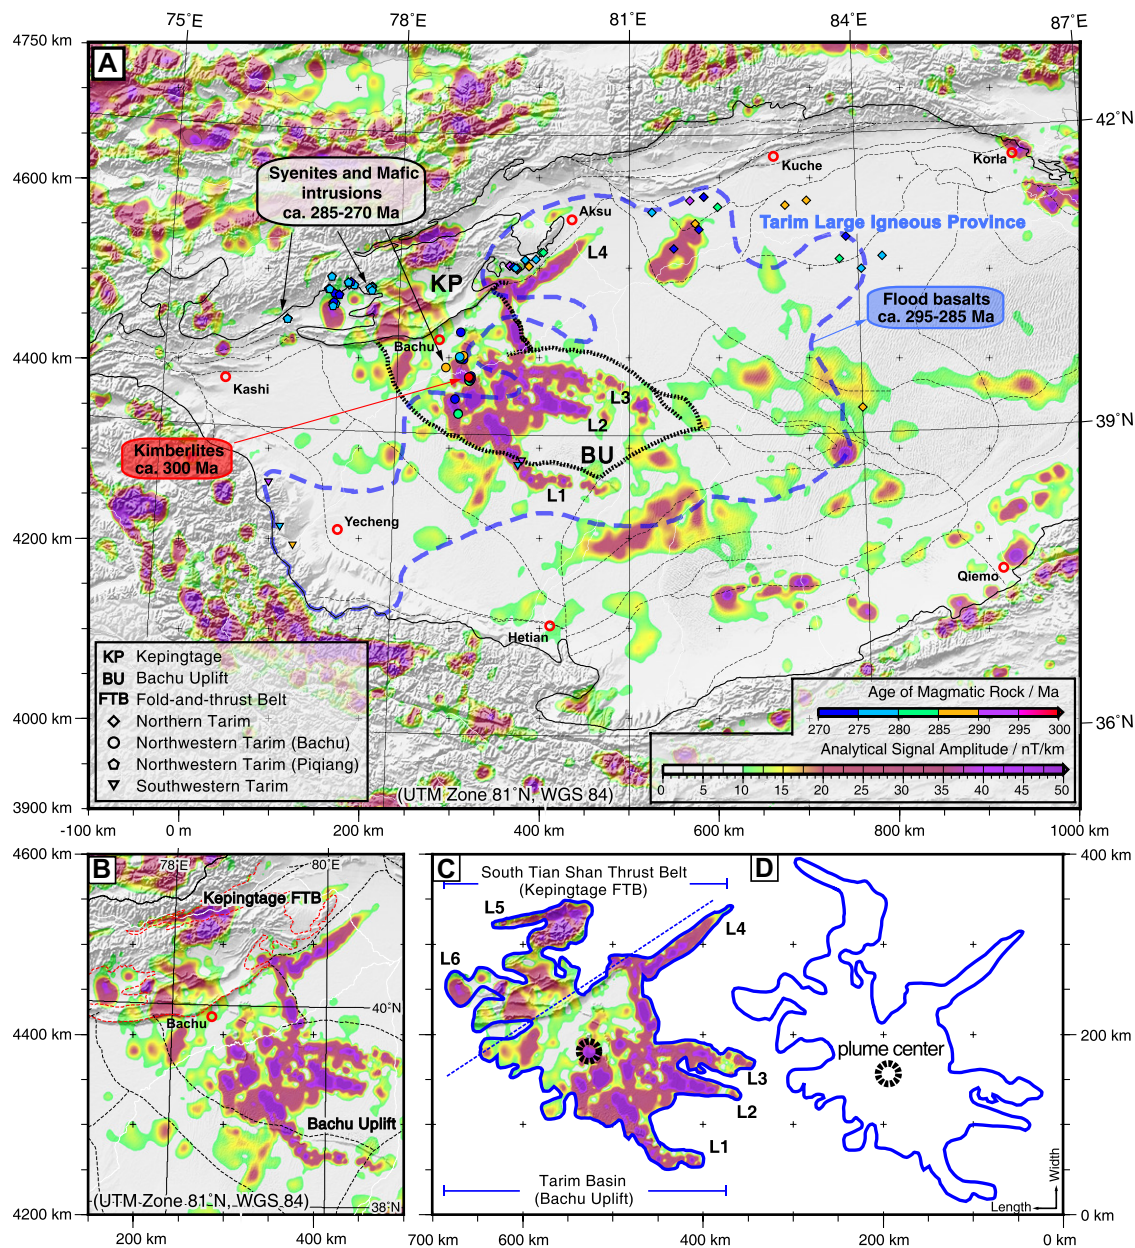 75°E 78°E 81°E 84°E 87°E
4750 km
A
42°N
Kuche
Korla
4600 km
Syenites and Mafic
intrusions
ca. 285-270 Ma
Aksu
Tarim Large Igneous Province
L4
KP
Flood basalts
ca. 295-285 Ma
Bachu
4400 km
Kashi
L3
L2
39°N
Kimberlites
ca. 300 Ma
BU
L1
Yecheng
4200 km
Qiemo
Hetian
KP Kepingtage
BU Bachu Uplift
FTB Fold-and-thrust Belt
Northern Tarim
Northwestern Tarim (Bachu)
Northwestern Tarim (Piqiang)
Southwestern Tarim
Age of Magmatic Rock / Ma
270 275 280 285 290 295 300
Analytical Signal Amplitude / nT/km
0 5 10 15 20 25 30 35 40 45 50
4000 km
36°N
3900 km
(UTM Zone 81°N, WGS 84)
-100 km 0 m 200 km 400 km 600 km 800 km 1000 km
4600 km
B
78°E 80°E
Kepingtage FTB
40°N
Bachu
4400 km
Bachu Uplift
(UTM Zone 81°N, WGS 84)
38°N
4200 km
200 km 400 km
C
South Tian Shan Thrust Belt
(Kepingtage FTB)
L5
L4
L6
L3
L2
L1
Tarim Basin
(Bachu Uplift)
700 km 600 km 400 km
D
400 km
200 km
plume center
Width
Length
0 km
200 km 0 km